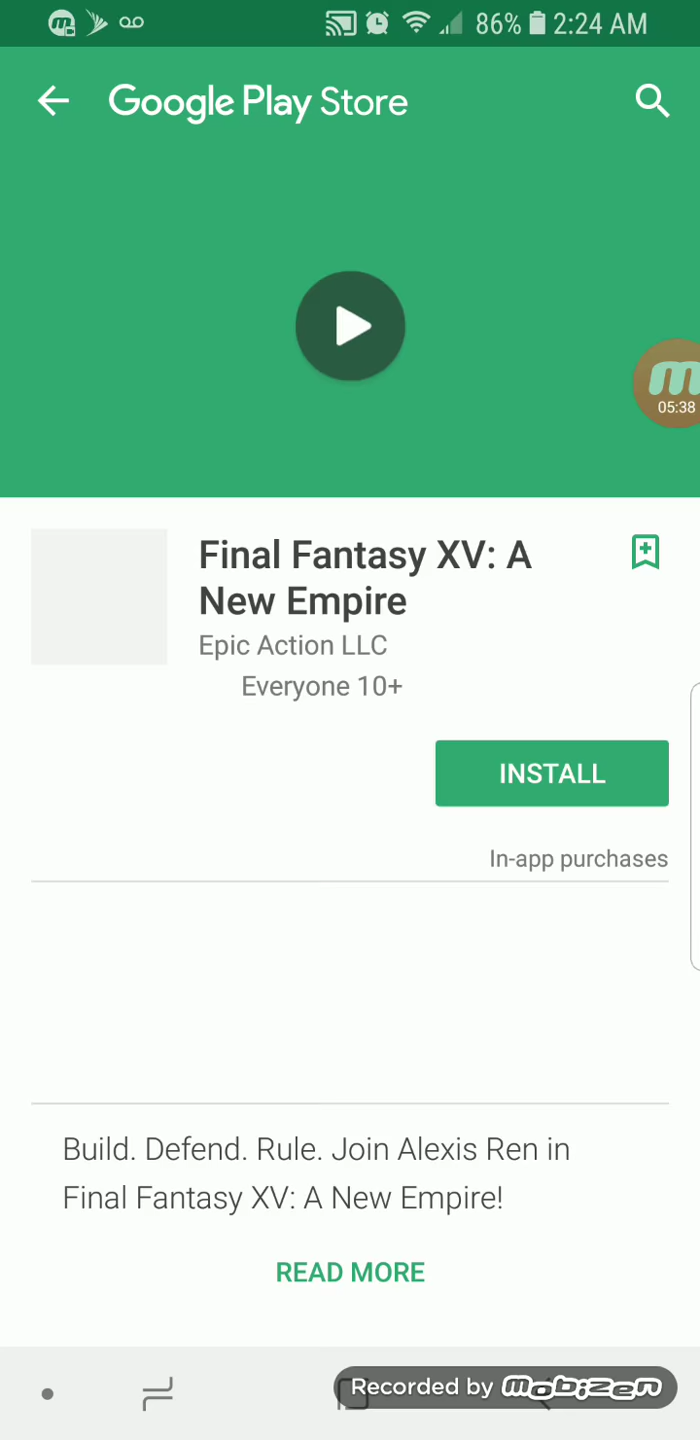 86% 2:24 AM
Google Play Store
m
05:38
Final Fantasy XV: A
New Empire
Epic Action LLC
Everyone 10+
INSTALL
In-app purchases
Build. Defend. Rule. Join Alexis Ren in
Final Fantasy XV: A New Empire!
READ MORE
Recorded by mobizen